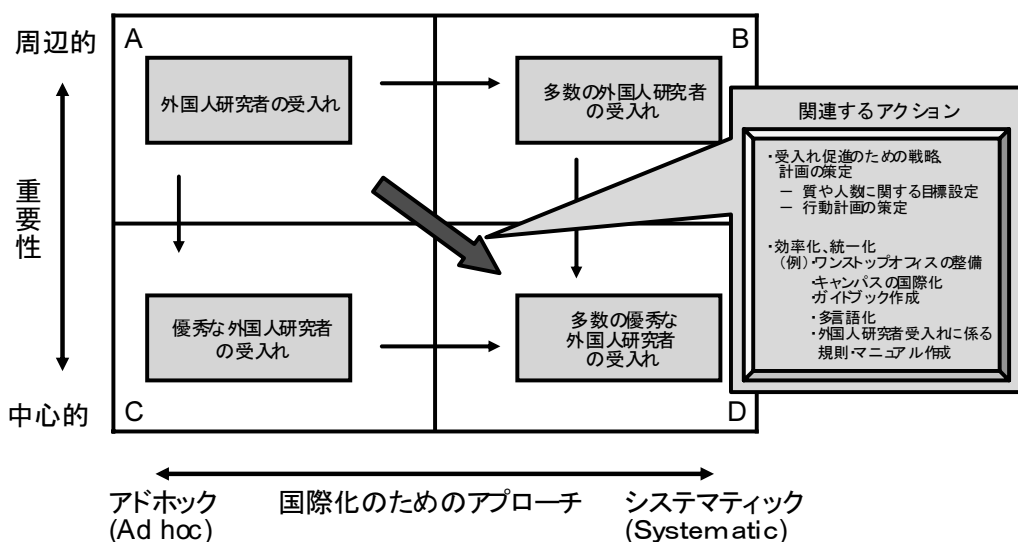 周辺的
重要性
中心的
A
外国人研究者の受入れ
B
多数の外国人研究者
の受入れ
C
優秀な外国人研究者
の受入れ
D
多数の優秀な
外国人研究者
の受入れ
関連するアクション
・受入れ促進のための戦略、
計画の策定
－ 質や人数に関する目標設定
－ 行動計画の策定
・効率化、統一化
（例）・ワンストップオフィスの整備
・キャンパスの国際化
・ガイドブック作成
・多言語化
・外国人研究者受入れに係る
規則・マニュアル作成
アドホック
(Ad hoc)
国際化のためのアプローチ
システマティック
(Systematic)